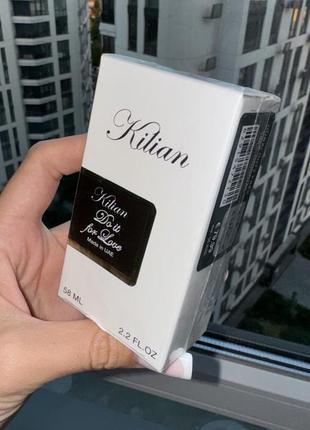 Kilian
Kilian
Do it
for Love
Made in UAE
58 ML
2.2 FL.OZ